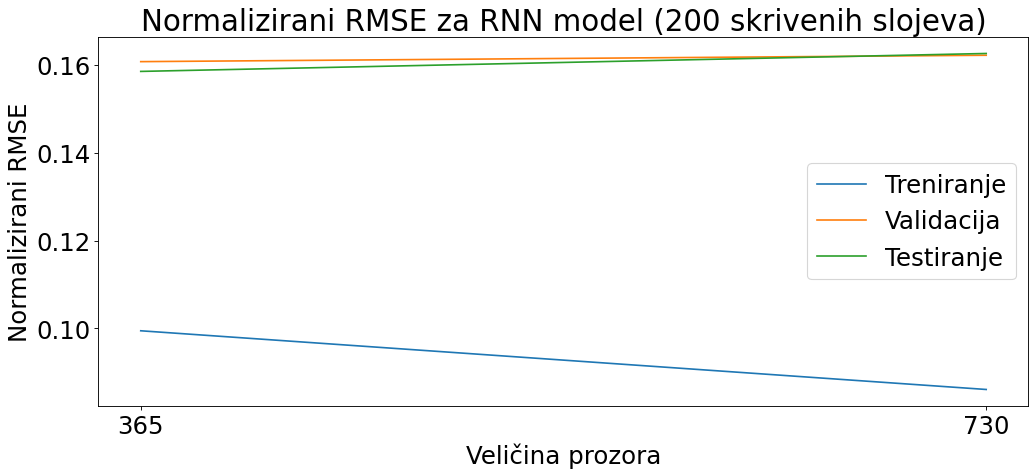 Normalizirani RMSE za RNN model (200 skrivenih slojeva)
Normalizirani RMSE
0.16
0.14
0.12
0.10
Treniranje
Validacija
Testiranje
365
730
Veličina prozora